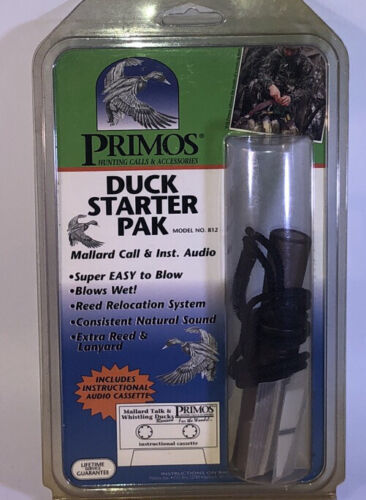 PRIMOS®
HUNTING CALLS & ACCESSORIES
DUCK
STARTER
PAK
MODEL NO. 812
Mallard Call & Inst. Audio
•Super EASY to Blow
•Blows Wet!
•Reed Relocation System
•Consistent Natural Sound
•Extra Reed &
Lanyard
INCLUDES
INSTRUCTIONAL
AUDIO CASSETTE
Mallard Talk &
Whistling Ducks
PRIMOS
instructional cassette
LIFETIME
SERVICE
GUARANTEE